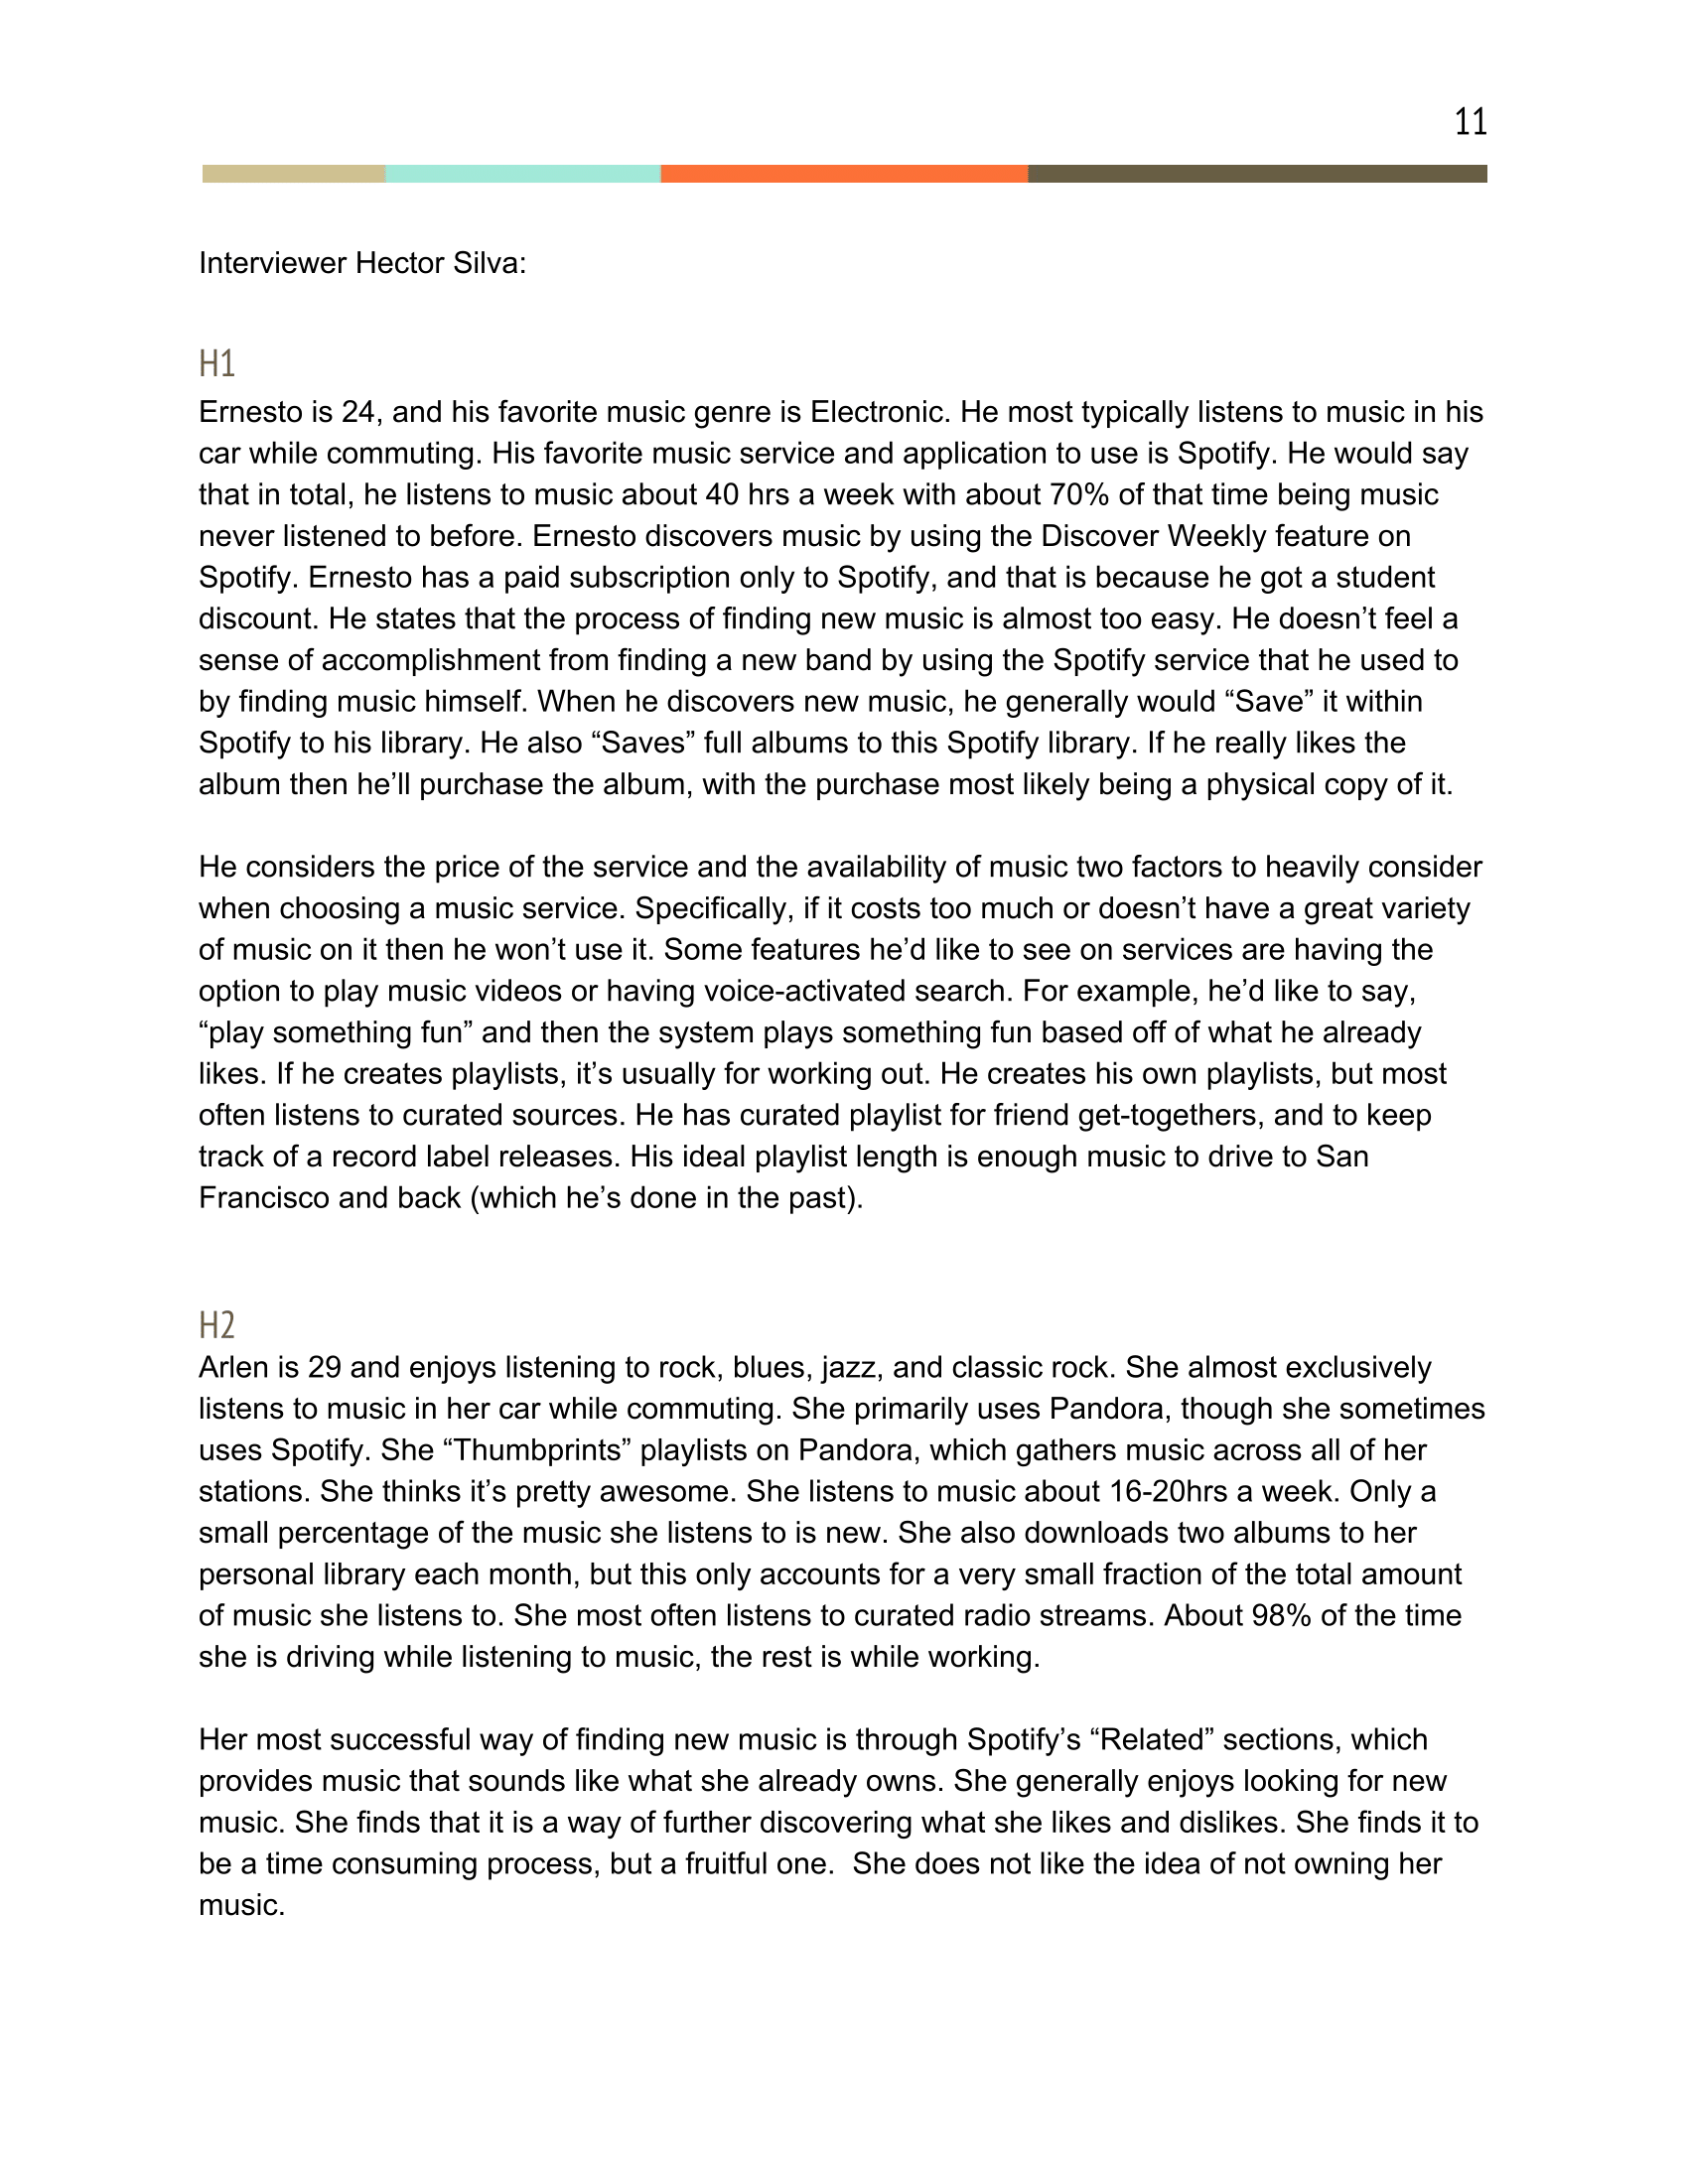 11
Interviewer Hector Silva:
H1
Ernesto is 24, and his favorite music genre is Electronic. He most typically listens to music in his
car while commuting. His favorite music service and application to use is Spotify. He would say
that in total, he listens to music about 40 hrs a week with about 70% of that time being music
never listened to before. Ernesto discovers music by using the Discover Weekly feature on
Spotify. Ernesto has a paid subscription only to Spotify, and that is because he got a student
discount. He states that the process of finding new music is almost too easy. He doesn’t feel a
sense of accomplishment from finding a new band by using the Spotify service that he used to
by finding music himself. When he discovers new music, he generally would “Save” it within
Spotify to his library. He also “Saves” full albums to this Spotify library. If he really likes the
album then he’ll purchase the album, with the purchase most likely being a physical copy of it.
He considers the price of the service and the availability of music two factors to heavily consider
when choosing a music service. Specifically, if it costs too much or doesn’t have a great variety
of music on it then he won’t use it. Some features he’d like to see on services are having the
option to play music videos or having voice-activated search. For example, he’d like to say,
“play something fun” and then the system plays something fun based off of what he already
likes. If he creates playlists, it’s usually for working out. He creates his own playlists, but most
often listens to curated sources. He has curated playlist for friend get-togethers, and to keep
track of a record label releases. His ideal playlist length is enough music to drive to San
Francisco and back (which he’s done in the past).
H2
Arlen is 29 and enjoys listening to rock, blues, jazz, and classic rock. She almost exclusively
listens to music in her car while commuting. She primarily uses Pandora, though she sometimes
uses Spotify. She “Thumbprints” playlists on Pandora, which gathers music across all of her
stations. She thinks it’s pretty awesome. She listens to music about 16-20hrs a week. Only a
small percentage of the music she listens to is new. She also downloads two albums to her
personal library each month, but this only accounts for a very small fraction of the total amount
of music she listens to. She most often listens to curated radio streams. About 98% of the time
she is driving while listening to music, the rest is while working.
Her most successful way of finding new music is through Spotify’s “Related” sections, which
provides music that sounds like what she already owns. She generally enjoys looking for new
music. She finds that it is a way of further discovering what she likes and dislikes. She finds it to
be a time consuming process, but a fruitful one.  She does not like the idea of not owning her
music.